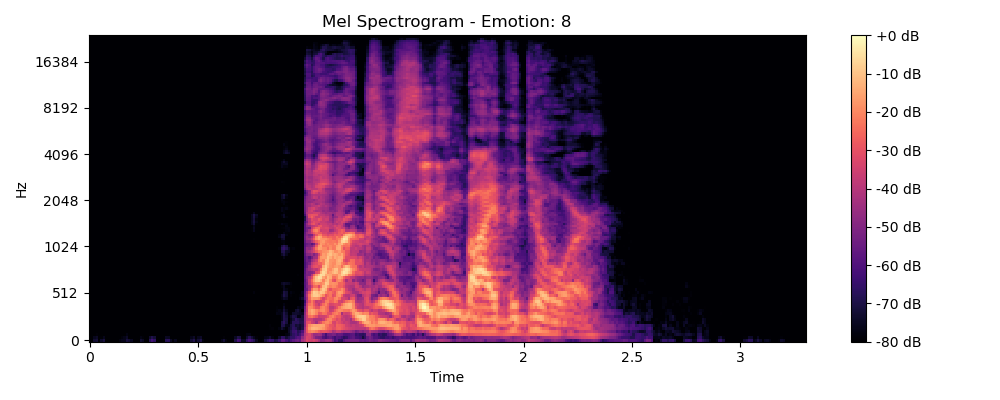 Mel Spectrogram - Emotion: 8
16384
8192
4096
2048
1024
512
0
Hz
0 0.5 1 1.5 2 2.5 3
Time
+0 dB
-10 dB
-20 dB
-30 dB
-40 dB
-50 dB
-60 dB
-70 dB
-80 dB